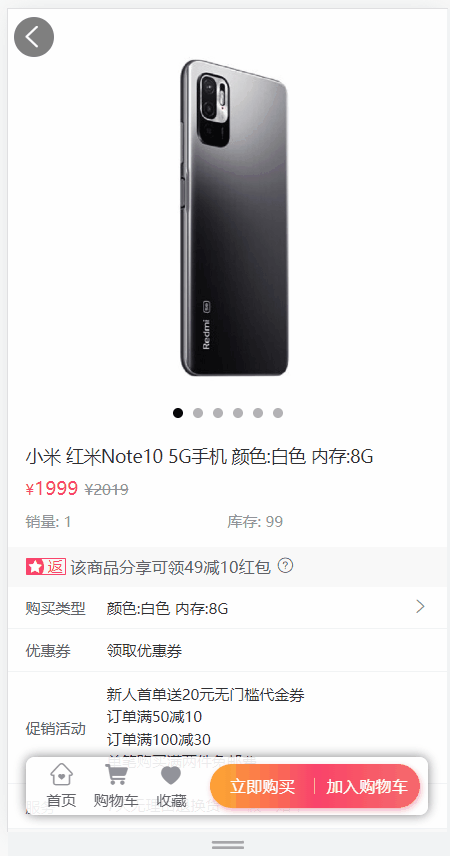 Redmi 5G
小米 红米Note10 5G手机 颜色:白色 内存:8G
¥1999 ¥2019
销量: 1 库存: 99
返 该商品分享可领49减10红包 ?
购买类型 颜色:白色 内存:8G
优惠券 领取优惠券
新人首单送20元无门槛代金券
订单满50减10
促销活动
订单满100减30
首页 购物车 收藏 立即购买 加入购物车